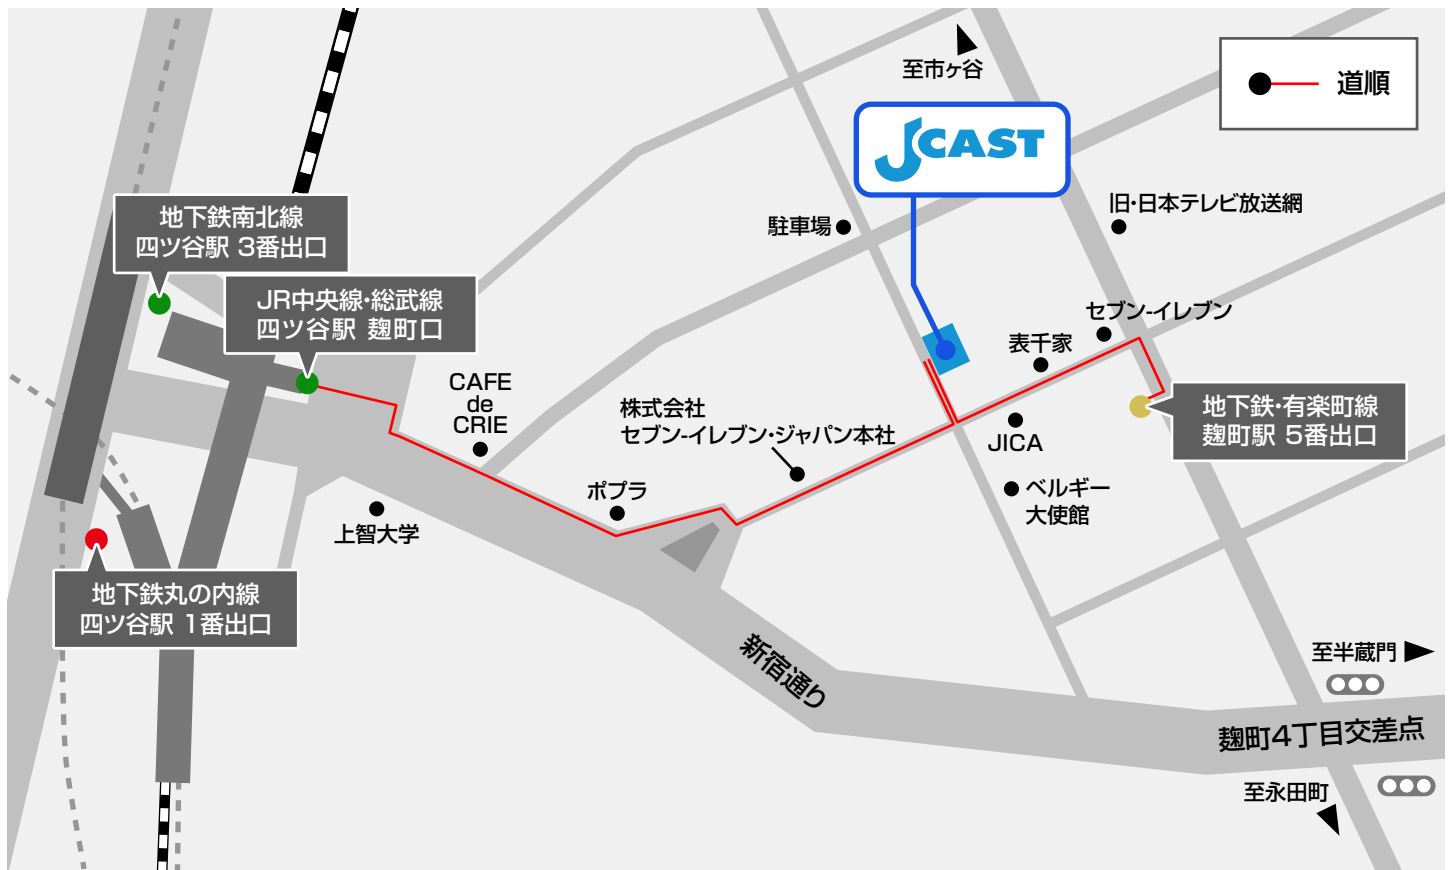 至市ヶ谷
道順
JCAST
駐車場
旧・日本テレビ放送網
地下鉄南北線
四ツ谷駅 3番出口
JR中央線・総武線
四ツ谷駅 麹町口
セブン-イレブン
表千家
CAFE
de
CRIE
株式会社
セブン-イレブン・ジャパン本社
地下鉄・有楽町線
麹町駅 5番出口
JICA
ポプラ
ベルギー
大使館
上智大学
地下鉄丸の内線
四ツ谷駅 1番出口
新宿通り
至半蔵門
麹町4丁目交差点
至永田町